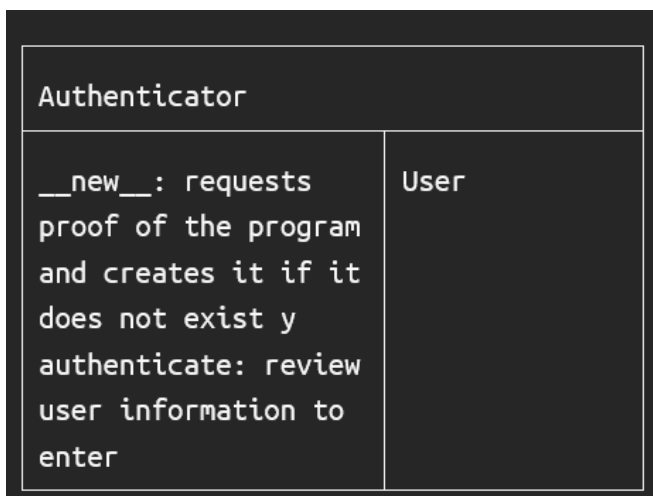 Authenticator
__new__: requests
proof of the program
and creates it if it
does not exist y
authenticate: review
user information to
enter
User